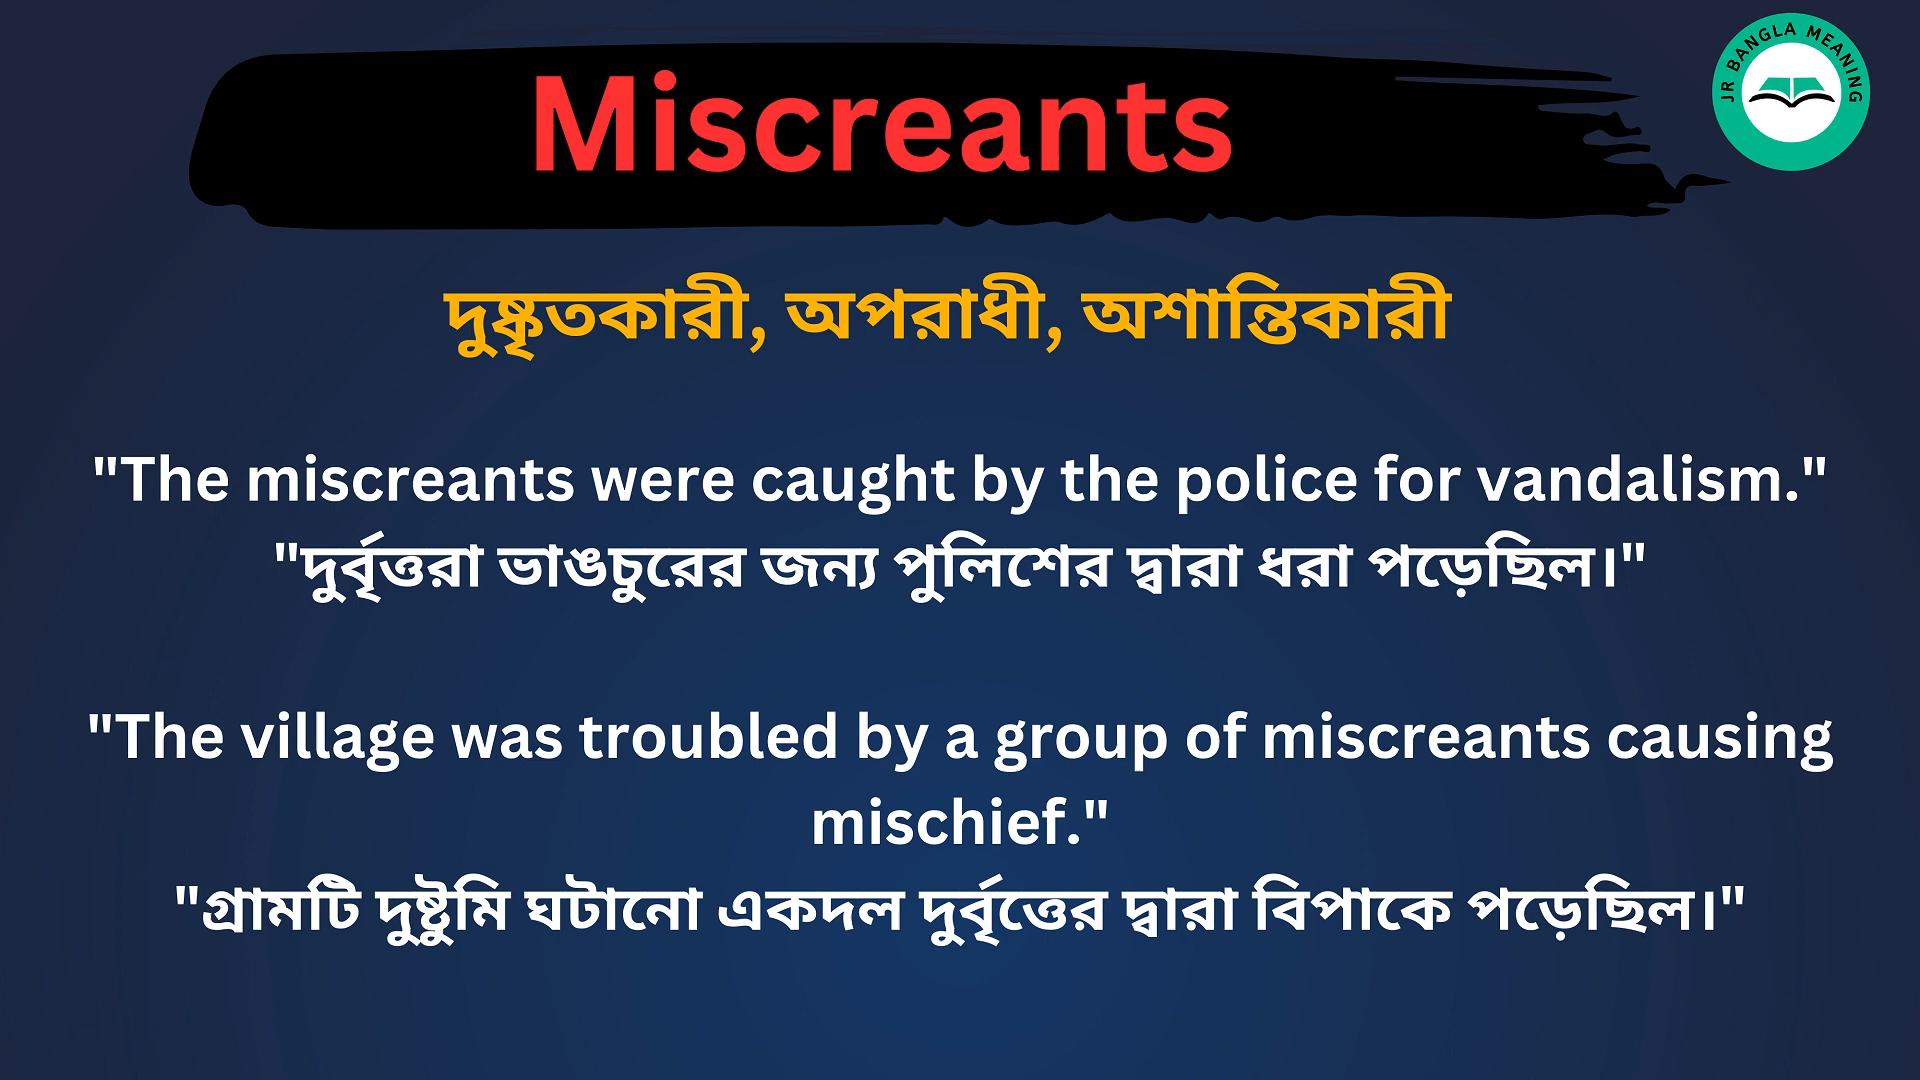 JR BANGLA MEANING
Miscreants
দুষ্কৃতকারী, অপরাধী, অশান্তিকারী
"The miscreants were caught by the police for vandalism."
"দুর্বৃত্তরা ভাঙচুরের জন্য পুলিশের দ্বারা ধরা পড়েছিল।"
"The village was troubled by a group of miscreants causing
mischief."
"গ্রামটি দুষ্টুমি ঘটানো একদল দুর্বৃত্তের দ্বারা বিপাকে পড়েছিল।"